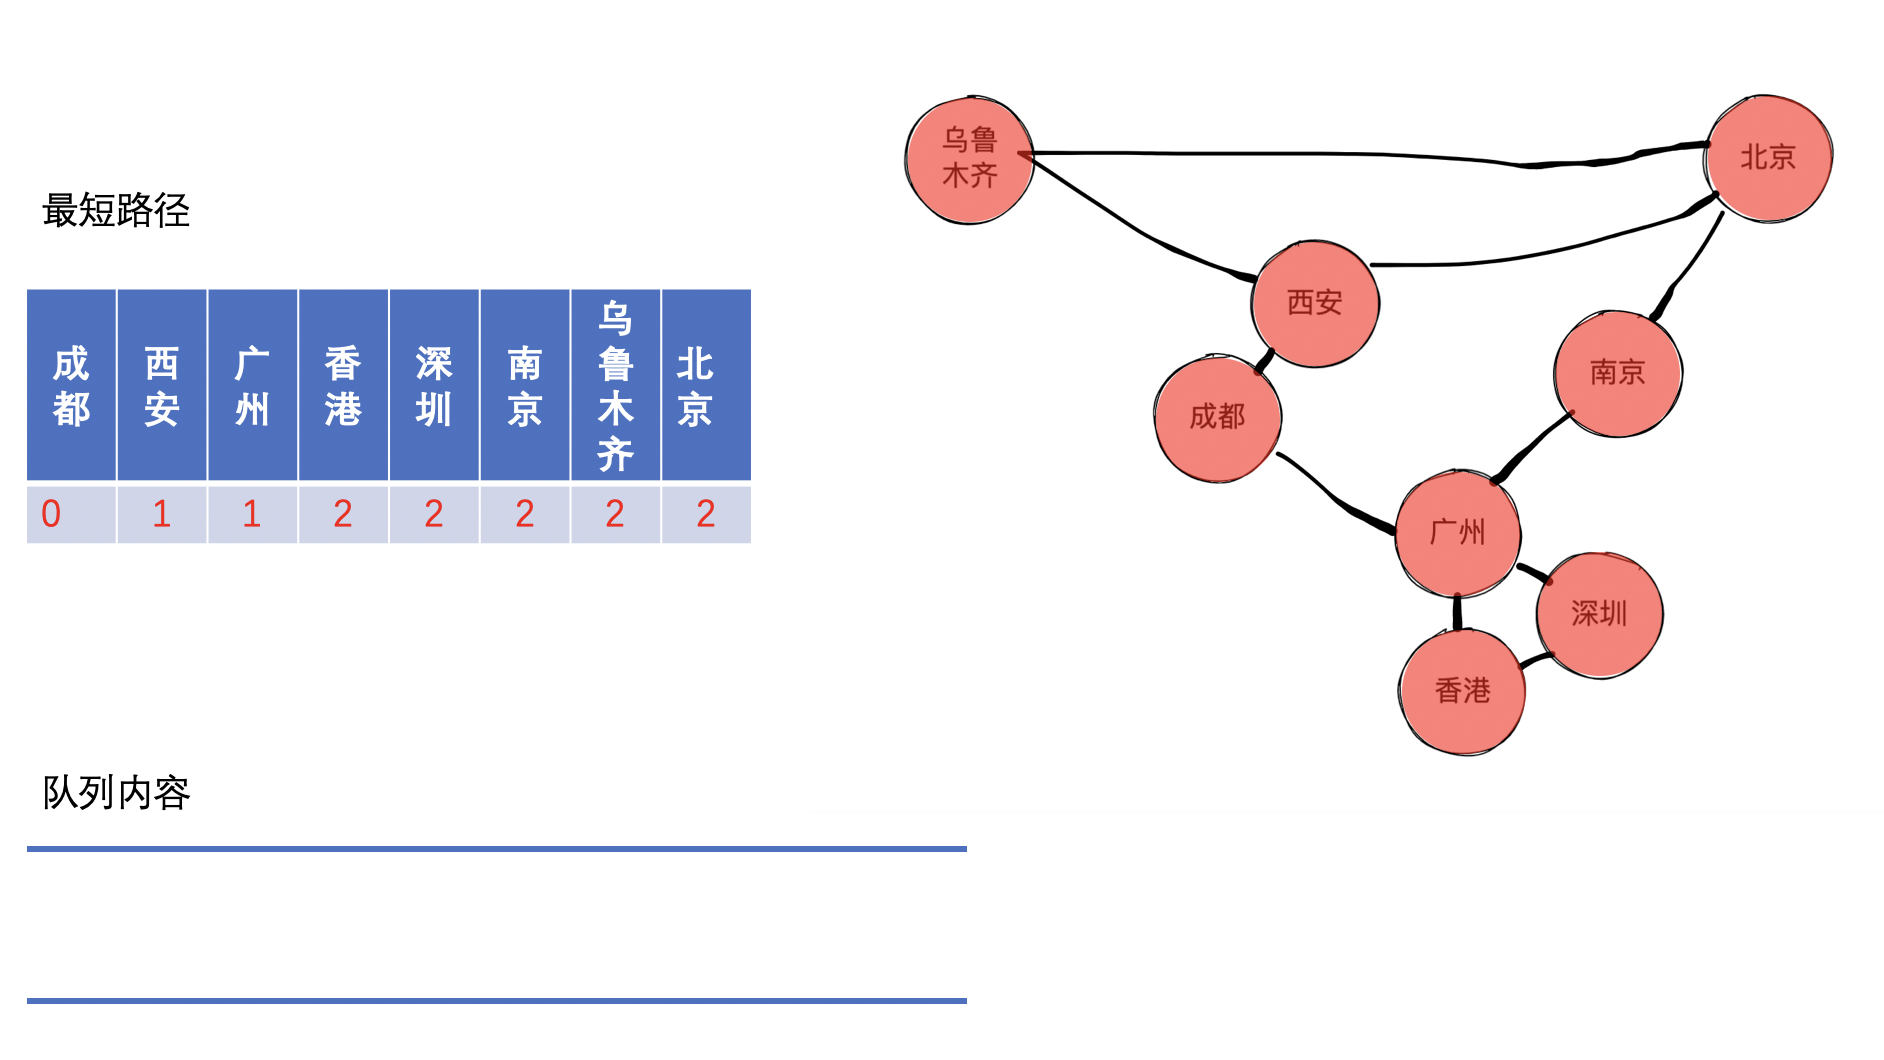 最短路径
成都 西安 广州 香港 深圳 南京 乌鲁木齐 北京
0 1 1 2 2 2 2 2
队列内容
乌鲁
木齐
北京
西安
南京
成都
广州
深圳
香港